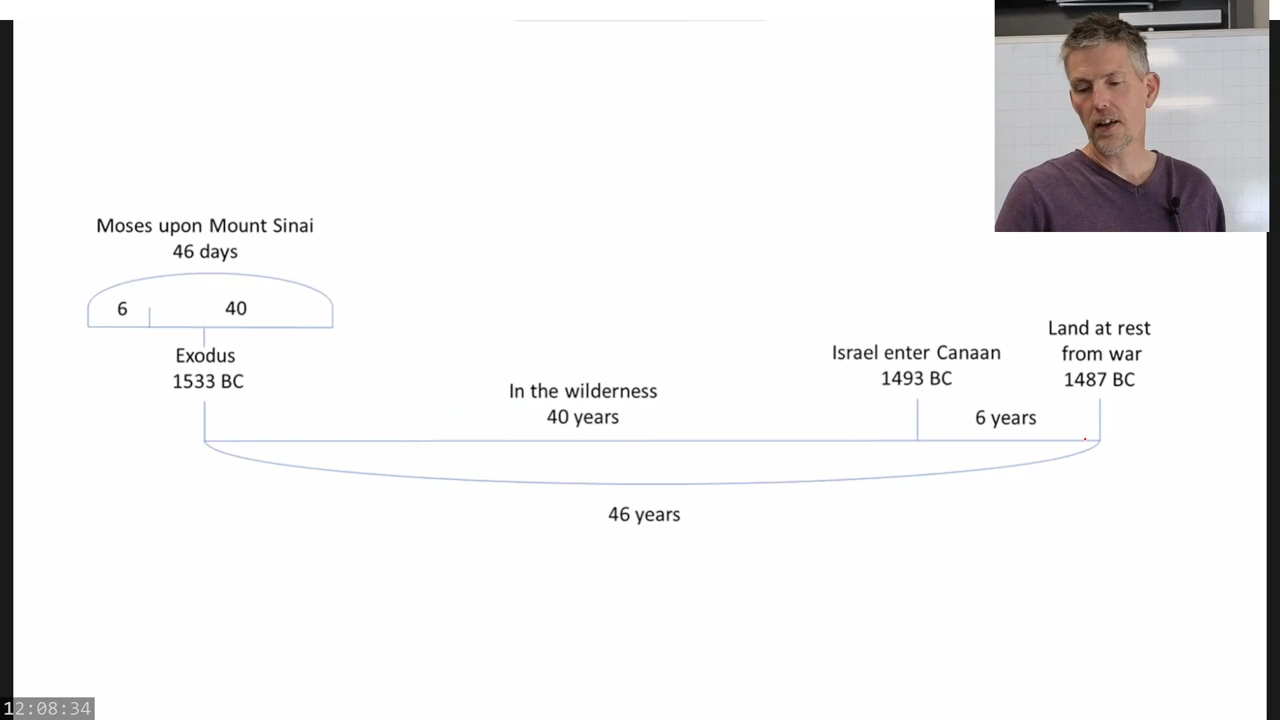 Moses upon Mount Sinai
46 days
6
40
Exodus
1533 BC
In the wilderness
40 years
Israel enter Canaan
1493 BC
6 years
Land at rest
from war
1487 BC
46 years
12:08:34